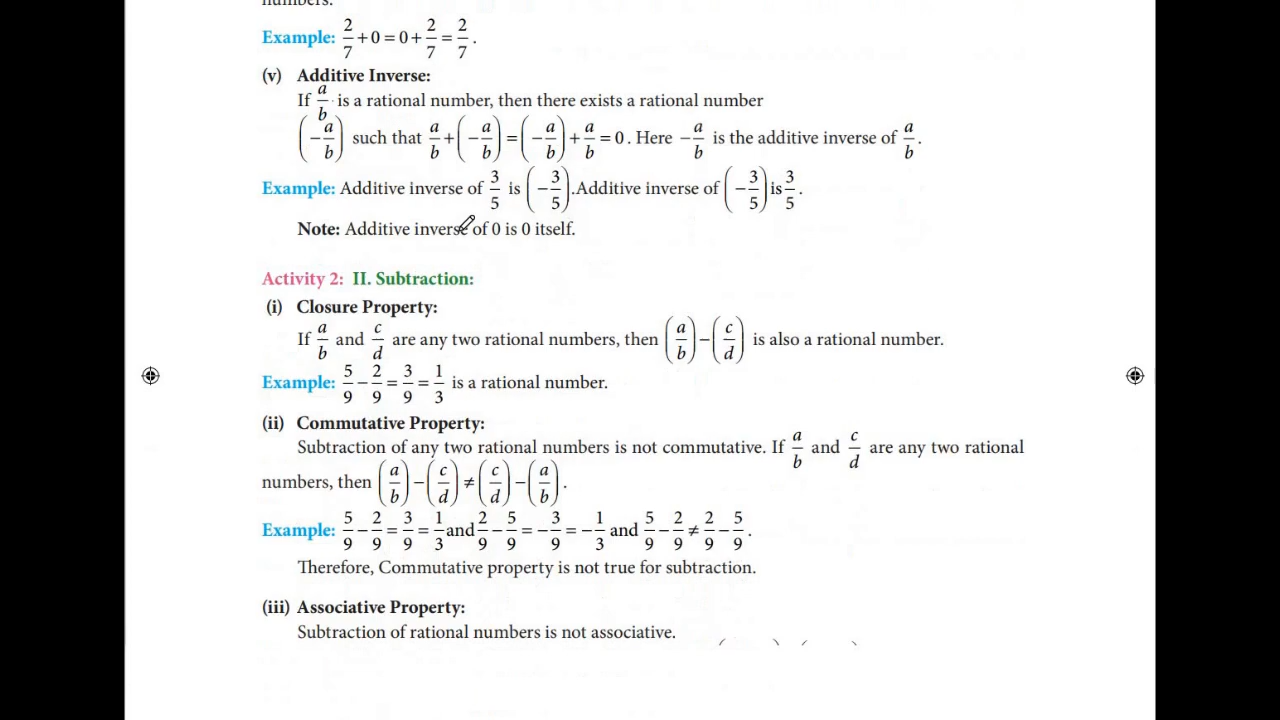 numbers.
Example: 2/7 + 0 = 0 + 2/7 = 2/7 .
(v) Additive Inverse:
If a/b is a rational number, then there exists a rational number
(−a/b) such that a/b + (−a/b) = (−a/b) + a/b = 0 . Here −a/b is the additive inverse of a/b .
Example: Additive inverse of 3/5 is (−3/5).Additive inverse of (−3/5) is 3/5 .
Note: Additive inverse of 0 is 0 itself.
Activity 2: II. Subtraction:
(i) Closure Property:
If a/b and c/d are any two rational numbers, then (a/b) − (c/d) is also a rational number.
Example: 5/9 − 2/9 = 3/9 = 1/3 is a rational number.
(ii) Commutative Property:
Subtraction of any two rational numbers is not commutative. If a/b and c/d are any two rational
numbers, then (a/b) − (c/d) ≠ (c/d) − (a/b) .
Example: 5/9 − 2/9 = 3/9 = 1/3 and 2/9 − 5/9 = −3/9 = −1/3 and 5/9 − 2/9 ≠ 2/9 − 5/9 .
Therefore, Commutative property is not true for subtraction.
(iii) Associative Property:
Subtraction of rational numbers is not associative.